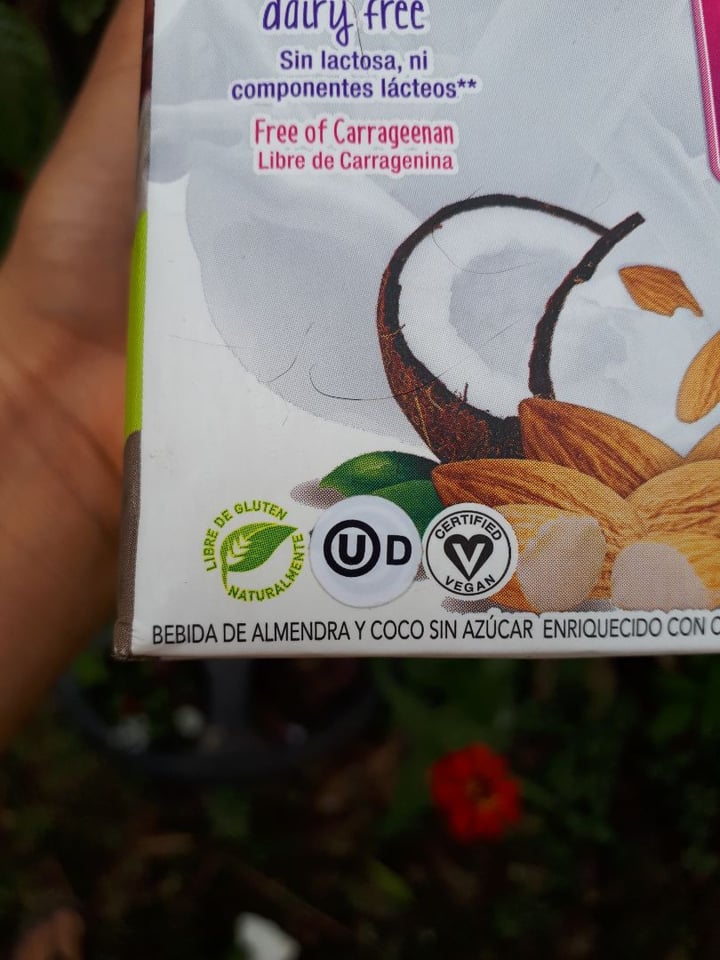 dairy free
Sin lactosa, ni
componentes lácteos**
Free of Carrageenan
Libre de Carragenina
LIBRE DE GLUTEN
NATURALMENTE
U D
CERTIFIED
V
VEGAN
BEBIDA DE ALMENDRA Y COCO SIN AZÚCAR ENRIQUECIDO CON